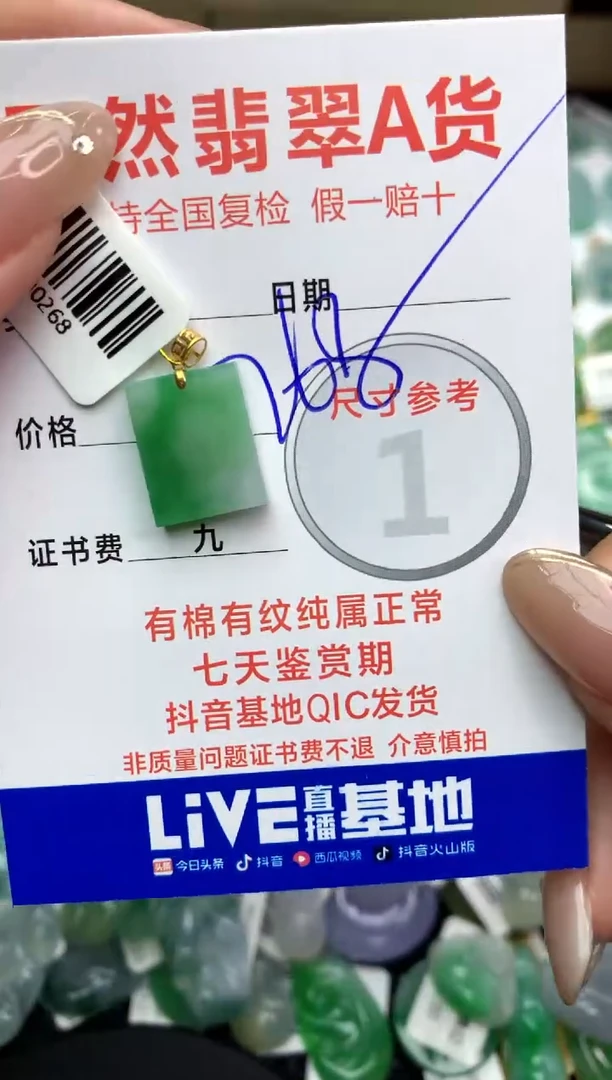 然翡翠A货
持全国复检 假一赔十
0268
日期
尺寸参考
价格
1
证书费 九
有棉有纹纯属正常
七天鉴赏期
抖音基地QIC发货
非质量问题证书费不退 介意慎拍
LiVE直播基地
头条 今日头条 抖音 西瓜视频 抖音火山版